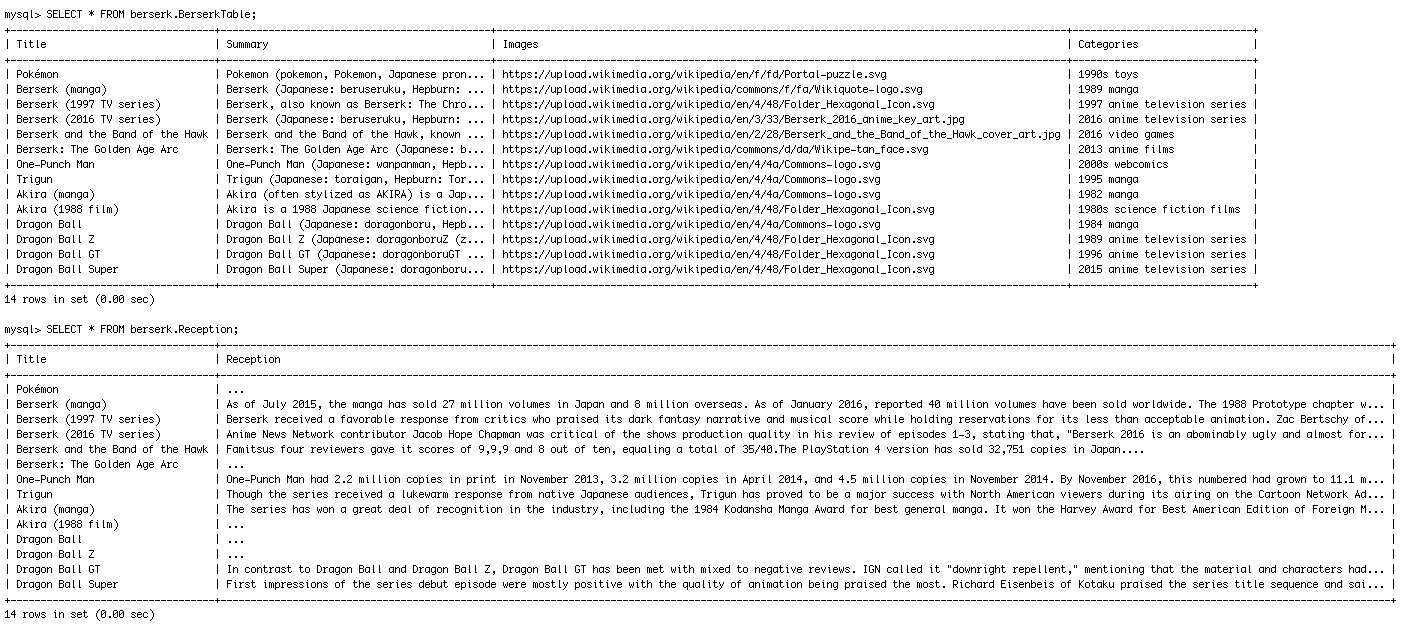 mysql> SELECT * FROM berserk.BerserkTable;
| Title | Summary | Images | Categories |
| Pokémon | Pokemon (pokemon, Pokemon, Japanese pron... | https://upload.wikimedia.org/wikipedia/en/f/fd/Portal-puzzle.svg | 1990s toys |
| Berserk (manga) | Berserk (Japanese: beruseruku, Hepburn: ... | https://upload.wikimedia.org/wikipedia/commons/f/fa/Wikiquote-logo.svg | 1989 manga |
| Berserk (1997 TV series) | Berserk, also known as Berserk: The Chro... | https://upload.wikimedia.org/wikipedia/en/4/48/Folder_Hexagonal_Icon.svg | 1997 anime television series |
| Berserk (2016 TV series) | Berserk (Japanese: beruseruku, Hepburn: ... | https://upload.wikimedia.org/wikipedia/en/3/33/Berserk_2016_anime_key_art.jpg | 2016 anime television series |
| Berserk and the Band of the Hawk | Berserk and the Band of the Hawk, known ... | https://upload.wikimedia.org/wikipedia/en/2/28/Berserk_and_the_Band_of_the_Hawk_cover_art.jpg | 2016 video games |
| Berserk: The Golden Age Arc | Berserk: The Golden Age Arc (Japanese: b... | https://upload.wikimedia.org/wikipedia/commons/d/da/Wikipe-tan_face.svg | 2013 anime films |
| One-Punch Man | One-Punch Man (Japanese: wanpanman, Hepb... | https://upload.wikimedia.org/wikipedia/en/4/4a/Commons-logo.svg | 2000s webcomics |
| Trigun | Trigun (Japanese: toraigan, Hepburn: Tor... | https://upload.wikimedia.org/wikipedia/en/4/4a/Commons-logo.svg | 1995 manga |
| Akira (manga) | Akira (often stylized as AKIRA) is a Jap... | https://upload.wikimedia.org/wikipedia/en/4/4a/Commons-logo.svg | 1982 manga |
| Akira (1988 film) | Akira is a 1988 Japanese science fiction... | https://upload.wikimedia.org/wikipedia/en/4/48/Folder_Hexagonal_Icon.svg | 1980s science fiction films |
| Dragon Ball | Dragon Ball (Japanese: doragonboru, Hepb... | https://upload.wikimedia.org/wikipedia/en/4/4a/Commons-logo.svg | 1984 manga |
| Dragon Ball Z | Dragon Ball Z (Japanese: doragonboruZ (z... | https://upload.wikimedia.org/wikipedia/en/4/48/Folder_Hexagonal_Icon.svg | 1989 anime television series |
| Dragon Ball GT | Dragon Ball GT (Japanese: doragonboruGT ... | https://upload.wikimedia.org/wikipedia/en/4/48/Folder_Hexagonal_Icon.svg | 1996 anime television series |
| Dragon Ball Super | Dragon Ball Super (Japanese: doragonboru... | https://upload.wikimedia.org/wikipedia/en/4/48/Folder_Hexagonal_Icon.svg | 2015 anime television series |
14 rows in set (0.00 sec)
mysql> SELECT * FROM berserk.Reception;
| Title | Reception |
| Pokémon | ... |
| Berserk (manga) | As of July 2015, the manga has sold 27 million volumes in Japan and 8 million overseas. As of January 2016, reported 40 million volumes have been sold worldwide. The 1988 Prototype chapter w... |
| Berserk (1997 TV series) | Berserk received a favorable response from critics who praised its dark fantasy narrative and musical score while holding reservations for its less than acceptable animation. Zac Bertschy of... |
| Berserk (2016 TV series) | Anime News Network contributor Jacob Hope Chapman was critical of the shows production quality in his review of episodes 1-3, stating that, "Berserk 2016 is an abominably ugly and almost for... |
| Berserk and the Band of the Hawk | Famitsus four reviewers gave it scores of 9,9,9 and 8 out of ten, equaling a total of 35/40.The PlayStation 4 version has sold 32,751 copies in Japan.... |
| Berserk: The Golden Age Arc | ... |
| One-Punch Man | One-Punch Man had 2.2 million copies in print in November 2013, 3.2 million copies in April 2014, and 4.5 million copies in November 2014. By November 2016, this numbered had grown to 11.1 m... |
| Trigun | Though the series received a lukewarm response from native Japanese audiences, Trigun has proved to be a major success with North American viewers during its airing on the Cartoon Network Ad... |
| Akira (manga) | The series has won a great deal of recognition in the industry, including the 1984 Kodansha Manga Award for best general manga. It won the Harvey Award for Best American Edition of Foreign M... |
| Akira (1988 film) | ... |
| Dragon Ball | ... |
| Dragon Ball Z | ... |
| Dragon Ball GT | In contrast to Dragon Ball and Dragon Ball Z, Dragon Ball GT has been met with mixed to negative reviews. IGN called it "downright repellent," mentioning that the material and characters had... |
| Dragon Ball Super | First impressions of the series debut episode were mostly positive with the quality of animation being praised the most. Richard Eisenbeis of Kotaku praised the series title sequence and sai... |
14 rows in set (0.00 sec)